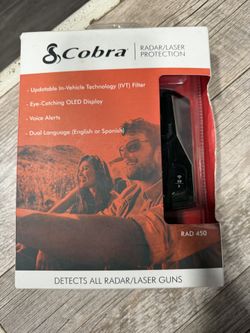 Cobra®
RADAR/LASER
PROTECTION
- Updatable In-Vehicle Technology (IVT) Filter
- Eye-Catching OLED Display
- Voice Alerts
- Dual Language (English or Spanish)
RAD 450
DETECTS ALL RADAR/LASER GUNS